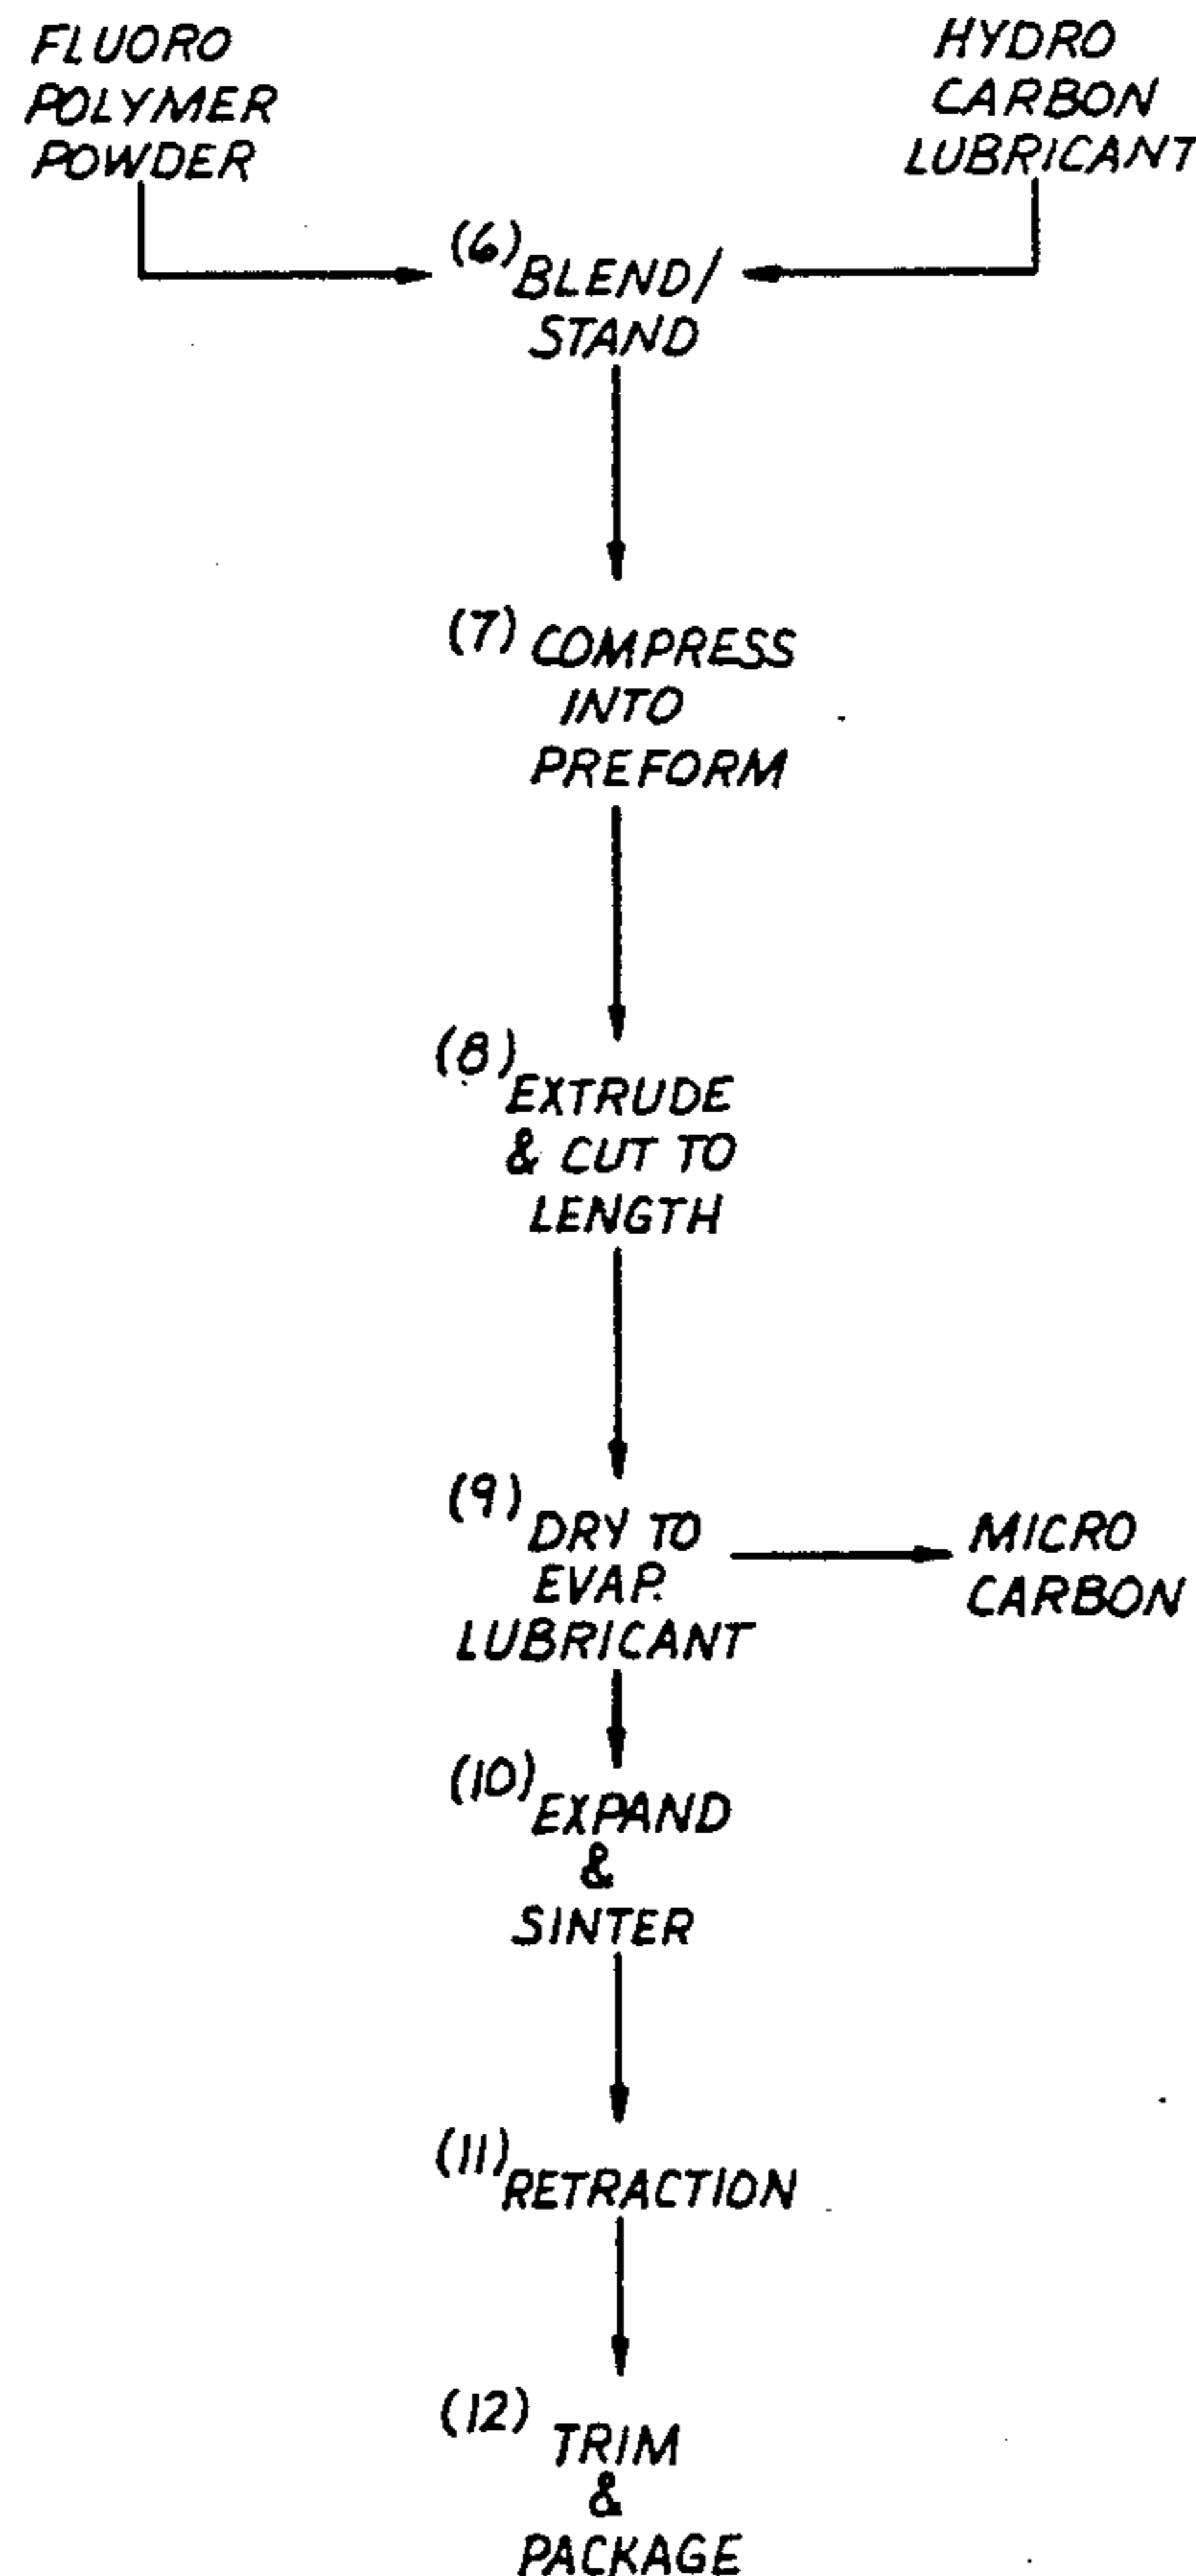 FLUORO
POLYMER
POWDER
HYDRO
CARBON
LUBRICANT
(6) BLEND/
STAND
(7) COMPRESS
INTO
PREFORM
(8) EXTRUDE
& CUT TO
LENGTH
(9) DRY TO
EVAP.
LUBRICANT
MICRO
CARBON
(10) EXPAND
&
SINTER
(11) RETRACTION
(12) TRIM
&
PACKAGE